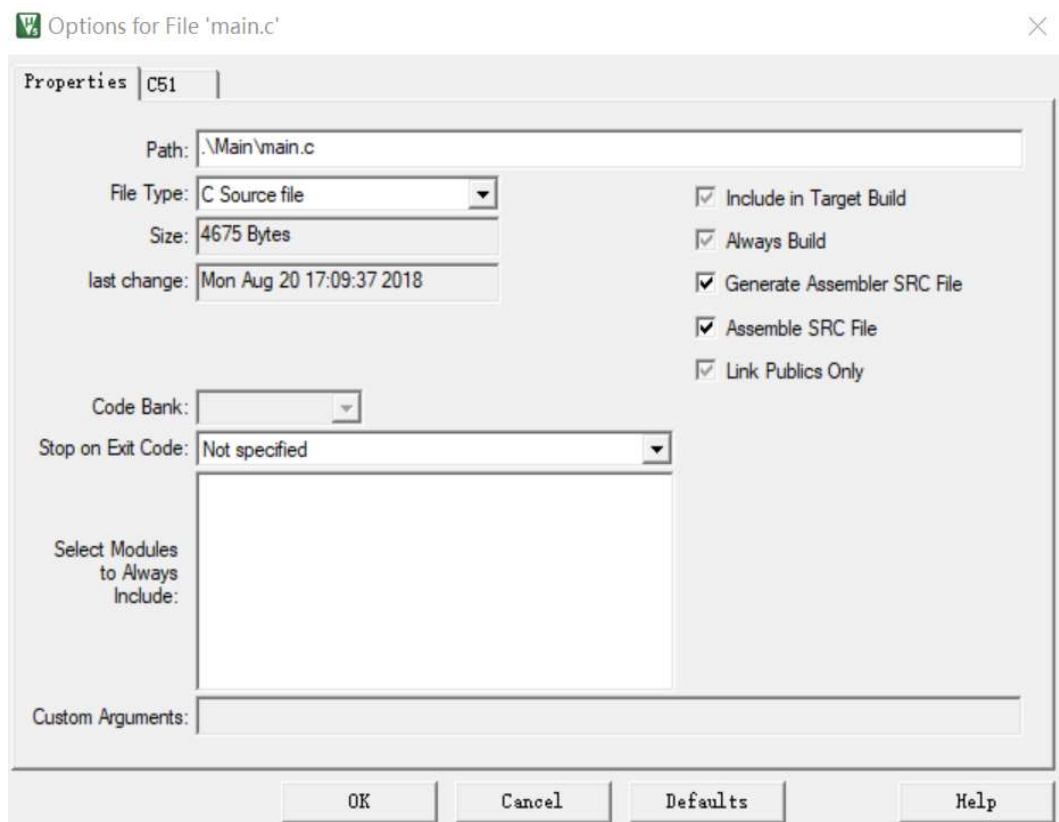 Options for File 'main.c'
Properties
C51
Path: .\Main\main.c
File Type: C Source file
Include in Target Build
Size: 4675 Bytes
Always Build
last change: Mon Aug 20 17:09:37 2018
Generate Assembler SRC File
Assemble SRC File
Link Publics Only
Code Bank:
Stop on Exit Code: Not specified
Select Modules
to Always
Include:
Custom Arguments:
OK
Cancel
Defaults
Help